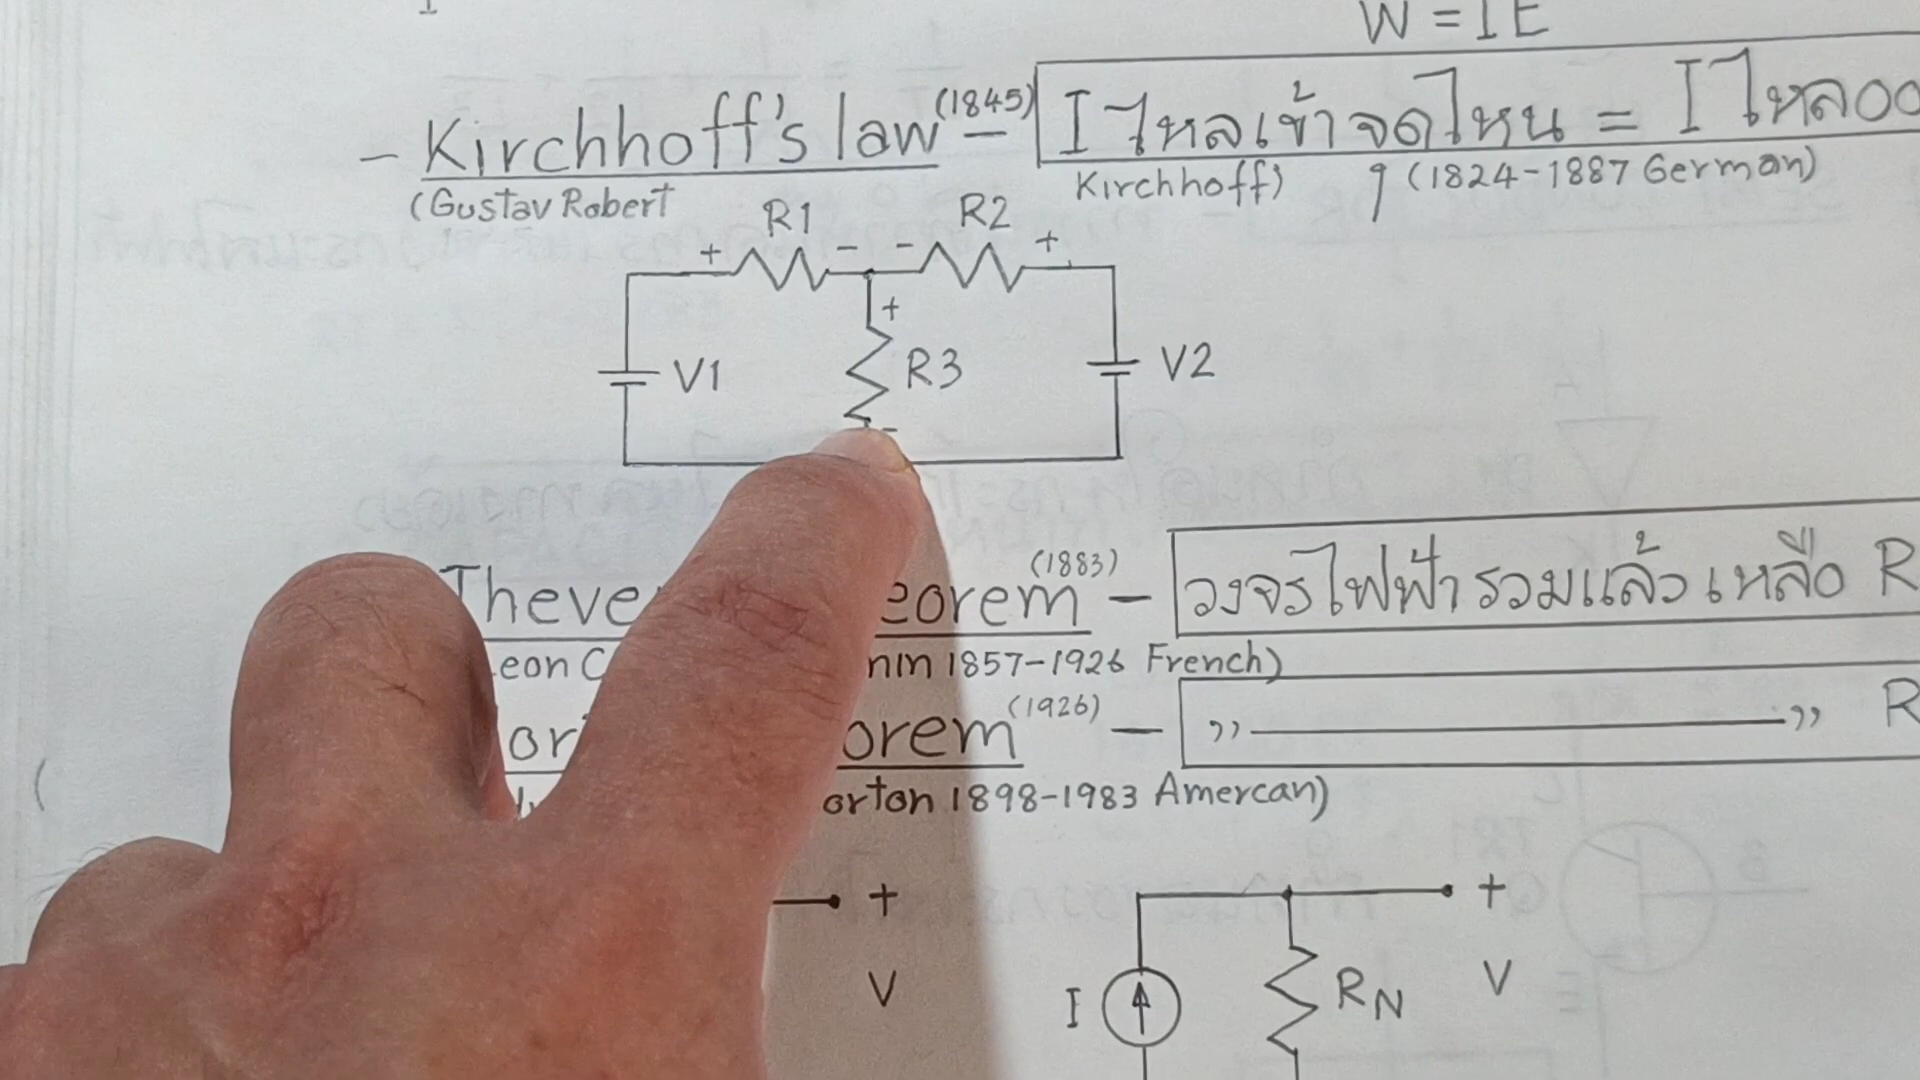 W = I E
- Kirchhoff's law (1845) - I ไหลเข้าจุดไหน = I ไหลออ
(Gustav Robert Kirchhoff) (1824-1887 German)
R1 R2
+ - - +
+
V1 R3 V2
-
Theve eorem (1883) - วงจรไฟฟ้ารวมแล้วเหลือ R
eon C nin 1857-1926 French)
or orem (1926) - ,, ,, R
orton 1898-1983 Amercan)
+ +
V I RN V